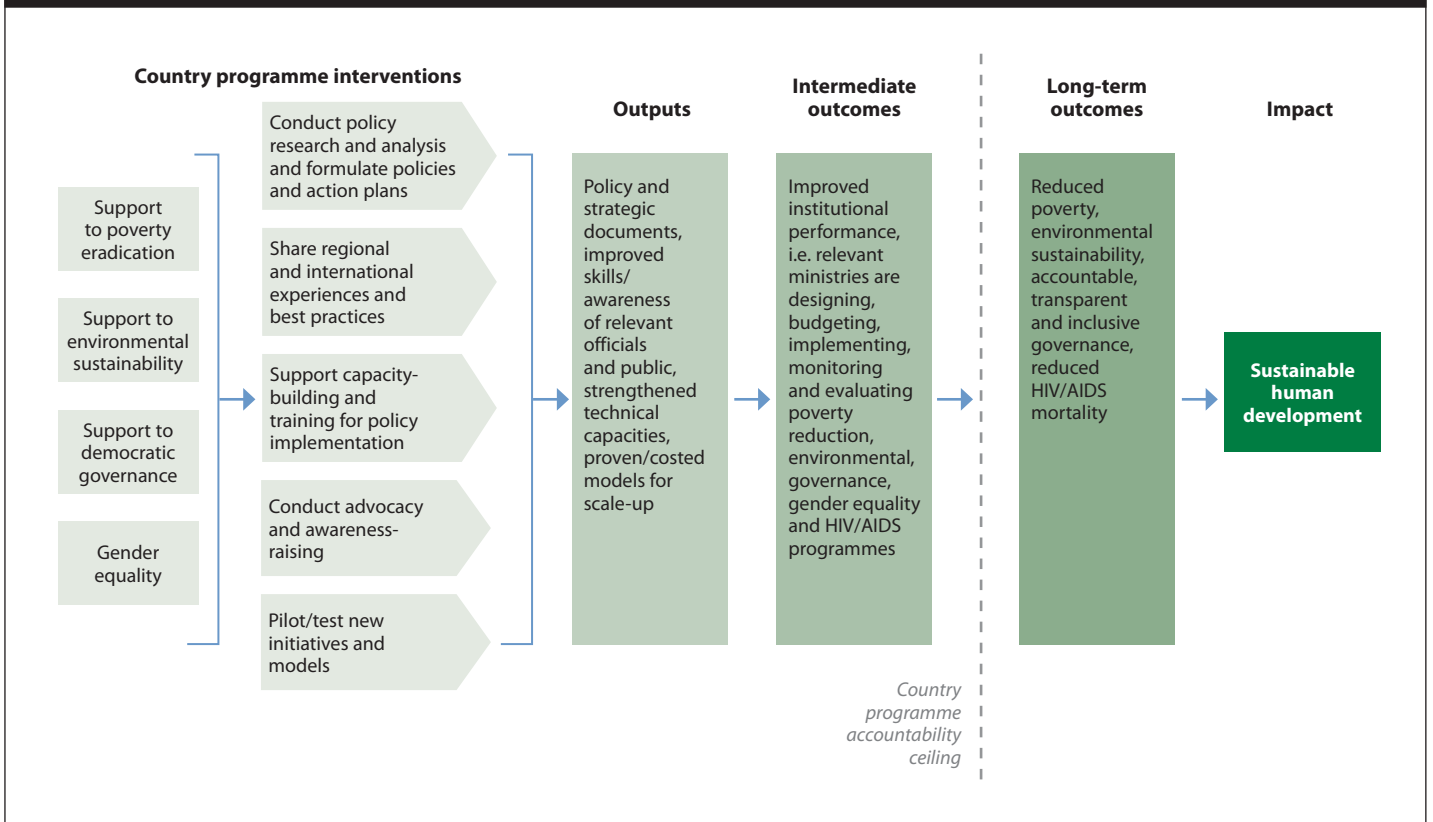 Country programme interventions
Support
to poverty
eradication
Support to
environmental
sustainability
Support to
democratic
governance
Gender
equality
Conduct policy
research and analysis
and formulate policies
and action plans
Share regional
and international
experiences and
best practices
Support capacity-
building and
training for policy
implementation
Conduct advocacy
and awareness-
raising
Pilot/test new
initiatives and
models
Outputs
Policy and
strategic
documents,
improved
skills/
awareness
of relevant
officials
and public,
strengthened
technical
capacities,
proven/costed
models for
scale-up
Intermediate
outcomes
Improved
institutional
performance,
i.e. relevant
ministries are
designing,
budgeting,
implementing,
monitoring
and evaluating
poverty
reduction,
environmental,
governance,
gender equality
and HIV/AIDS
programmes
Country
programme
accountability
ceiling
Long-term
outcomes
Reduced
poverty,
environmental
sustainability,
accountable,
transparent
and inclusive
governance,
reduced
HIV/AIDS
mortality
Impact
Sustainable
human
development